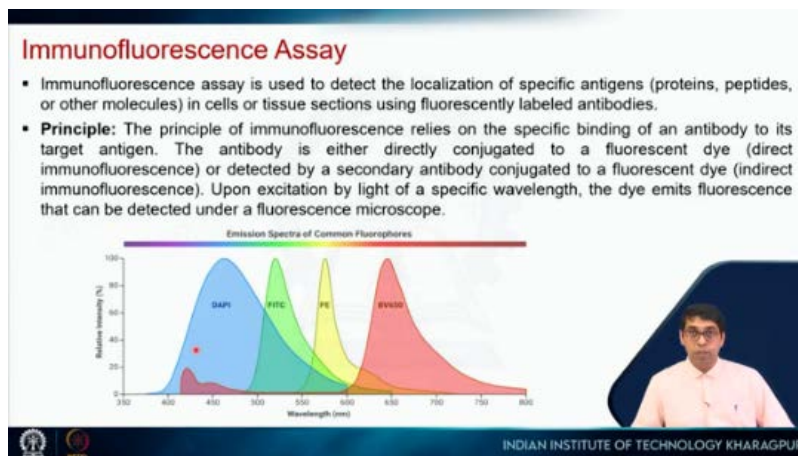 Immunofluorescence Assay
▪ Immunofluorescence assay is used to detect the localization of specific antigens (proteins, peptides,
or other molecules) in cells or tissue sections using fluorescently labeled antibodies.
▪ Principle: The principle of immunofluorescence relies on the specific binding of an antibody to its
target antigen. The antibody is either directly conjugated to a fluorescent dye (direct
immunofluorescence) or detected by a secondary antibody conjugated to a fluorescent dye (indirect
immunofluorescence). Upon excitation by light of a specific wavelength, the dye emits fluorescence
that can be detected under a fluorescence microscope.
Emission Spectra of Common Fluorophores
Relative Intensity (%)
100
80
60
40
20
0
DAPI FITC PE BV650
350 400 450 500 550 600 650 700 750 800
Wavelength (nm)
INDIAN INSTITUTE OF TECHNOLOGY KHARAGPUR